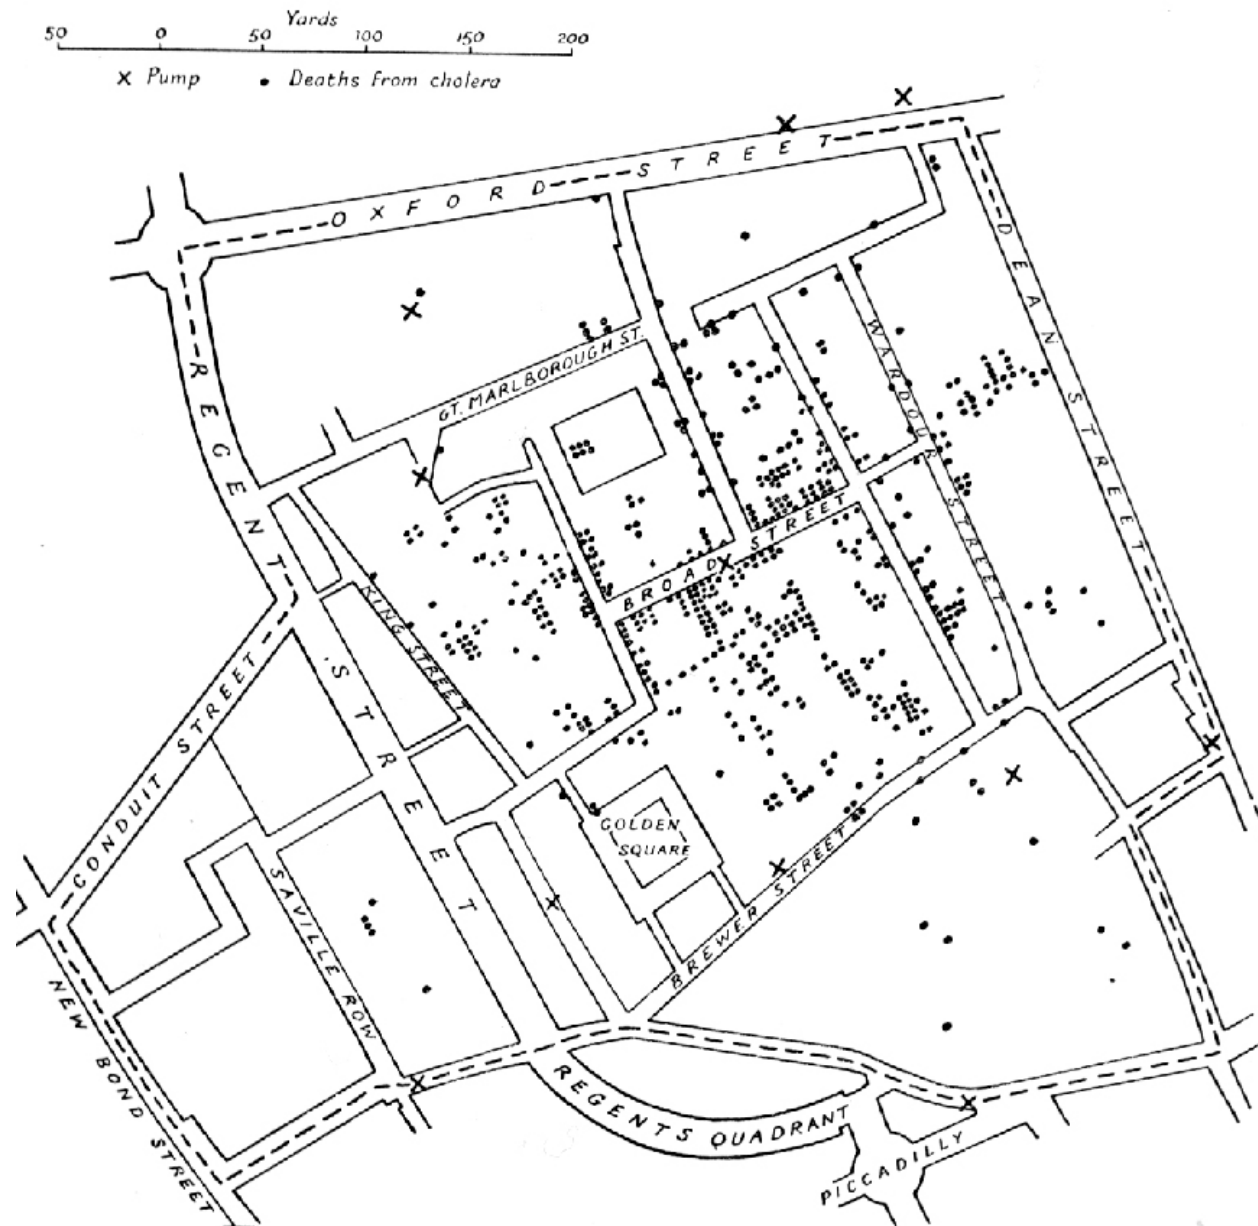 Yards
50 0 50 100 150 200
x Pump • Deaths from cholera
OXFORD STREET
DEAN STREET
WARDOUR STREET
GT. MARLBOROUGH ST.
REGENT STREET
BROAD STREET
KING STREET
CONDUIT STREET
GOLDEN
SQUARE
BREWER STREET
SAVILLE ROW
NEW BOND STREET
REGENTS QUADRANT
PICCADILLY